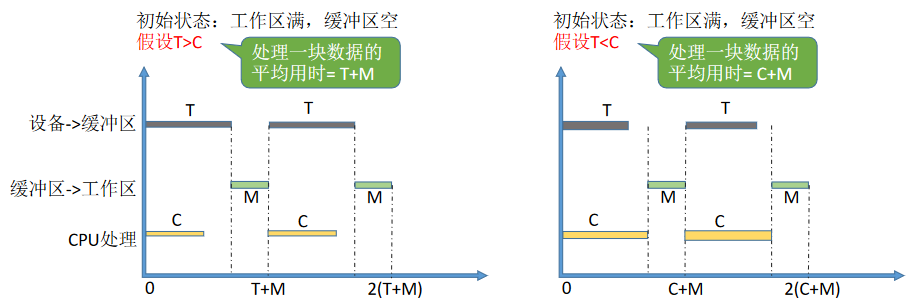 初始状态：工作区满，缓冲区空
假设T>C
处理一块数据的
平均用时= T+M
T
T
设备->缓冲区
缓冲区->工作区
M
M
C
C
CPU处理
0
T+M
2(T+M)
初始状态：工作区满，缓冲区空
假设T<C
处理一块数据的
平均用时= C+M
T
T
M
M
C
C
0
C+M
2(C+M)